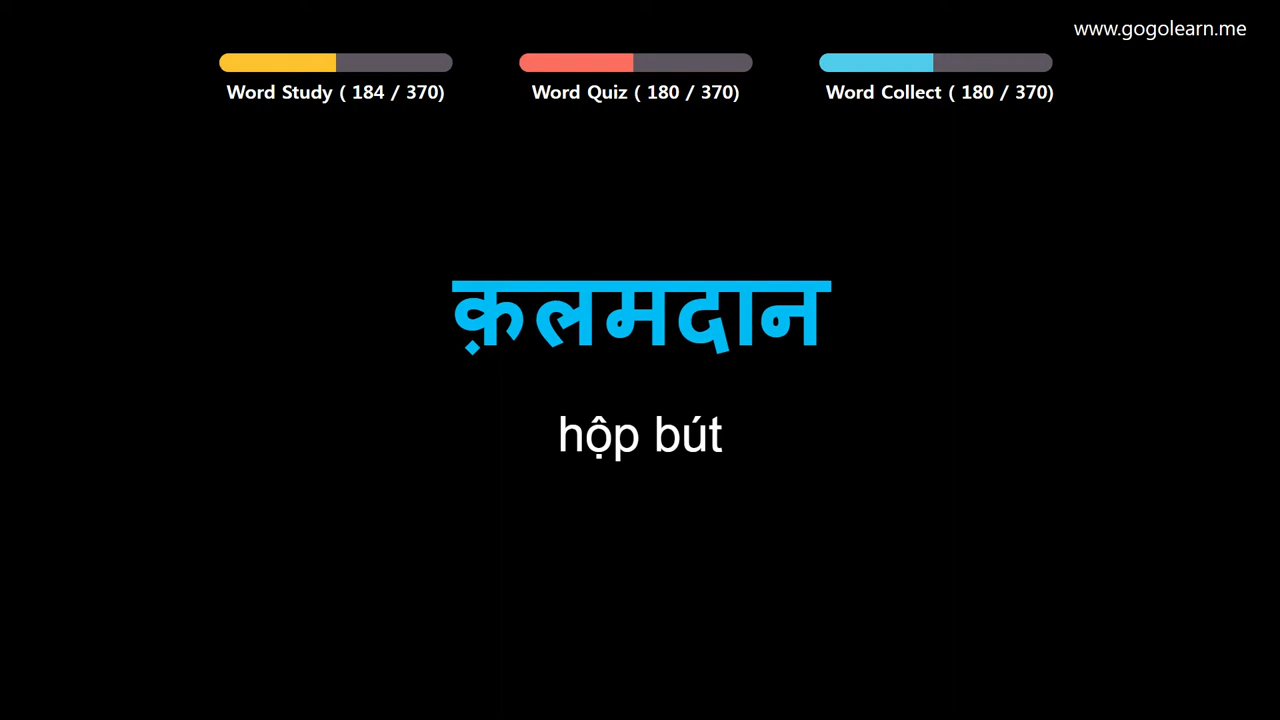 www.gogolearn.me
Word Study ( 184 / 370) Word Quiz ( 180 / 370) Word Collect ( 180 / 370)
क़लमदान
hộp bút